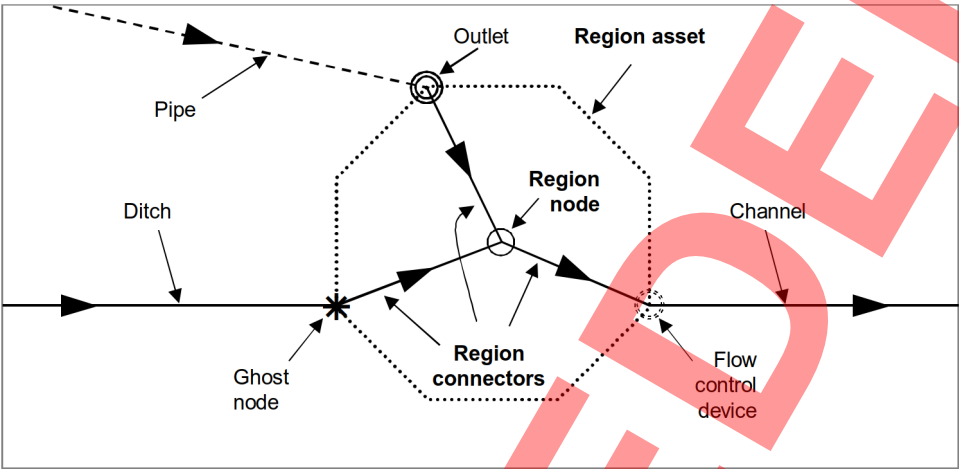 Outlet
Region asset
Pipe
Region
node
Ditch
Channel
Region
connectors
Ghost
node
Flow
control
device